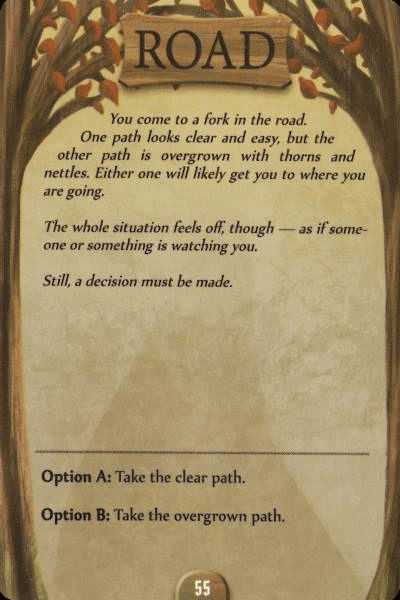 ROAD
You come to a fork in the road.
One path looks clear and easy, but the
other path is overgrown with thorns and
nettles. Either one will likely get you to where you
are going.
The whole situation feels off, though — as if some-
one or something is watching you.
Still, a decision must be made.
Option A: Take the clear path.
Option B: Take the overgrown path.
55